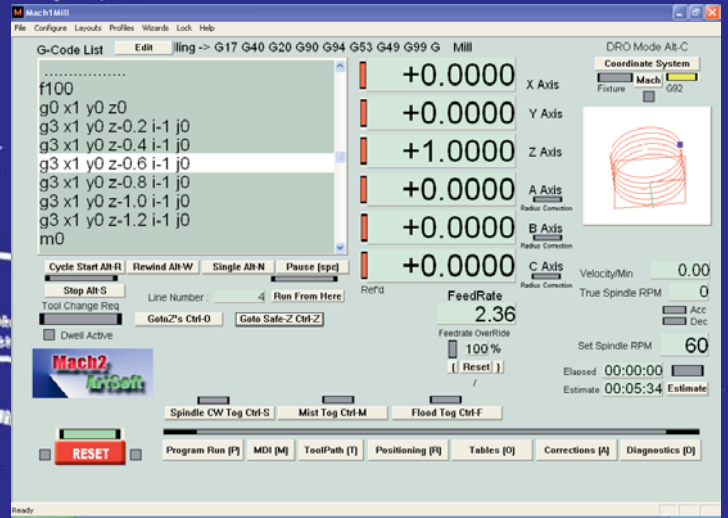 Mach1Mill
File Configure Layouts Profiles Wizards Lock Help
G-Code List Edit lling -> G17 G40 G20 G90 G94 G53 G49 G99 G Mill
DRO Mode Alt-C
Coordinate System
Fixture Mach G92
..................
f100
g0 x1 y0 z0
g3 x1 y0 z-0.2 i-1 j0
g3 x1 y0 z-0.4 i-1 j0
g3 x1 y0 z-0.6 i-1 j0
g3 x1 y0 z-0.8 i-1 j0
g3 x1 y0 z-1.0 i-1 j0
g3 x1 y0 z-1.2 i-1 j0
m0
+0.0000 X Axis
+0.0000 Y Axis
+1.0000 Z Axis
+0.0000 A Axis
Radius Correction
+0.0000 B Axis
Radius Correction
+0.0000 C Axis
Radius Correction
Ref'd
Cycle Start Alt-R Rewind Alt-W Single Alt-N Pause (spc)
Stop Alt-S
Line Number : 4 Run From Here
Tool Change Req
GotoZ's Ctrl-O Goto Safe-Z Ctrl-Z
Dwell Active
FeedRate
2.36
Feedrate OverRide
100 %
( Reset )
/
Velocity/Min 0.00
True Spindle RPM 0
Acc
Dec
Set Spindle RPM 60
Elapsed 00:00:00
Estimate 00:05:34 Estimate
Mach2
ArtSoft
Spindle CW Tog Ctrl-S Mist Tog Ctrl-M Flood Tog Ctrl-F
RESET
Program Run (P) MDI (M) ToolPath (T) Positioning (R) Tables (O) Corrections (A) Diagnostics (D)
Ready